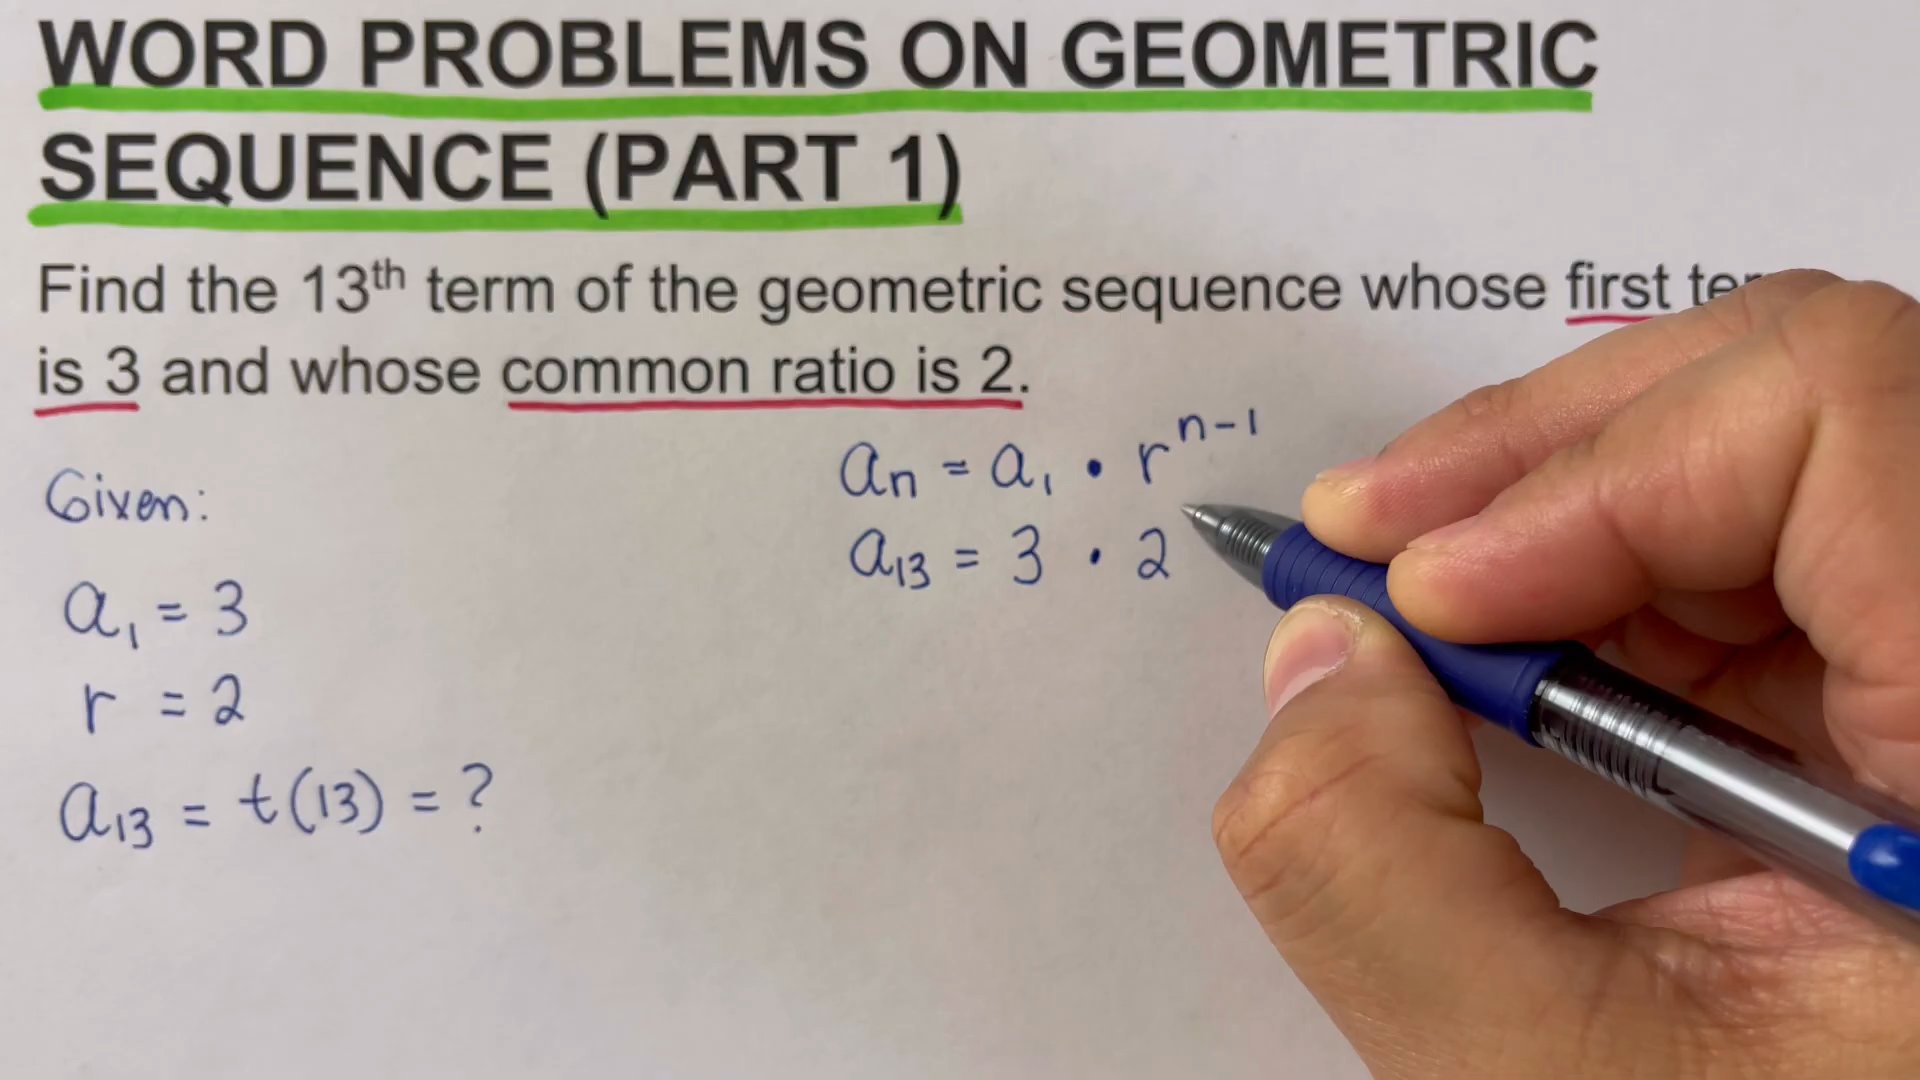 WORD PROBLEMS ON GEOMETRIC
SEQUENCE (PART 1)
Find the 13th term of the geometric sequence whose first
is 3 and whose common ratio is 2.
Given:
a₁ = 3
r = 2
a₁₃ = t(13) = ?
aₙ = a₁ • rⁿ⁻¹
a₁₃ = 3 • 2